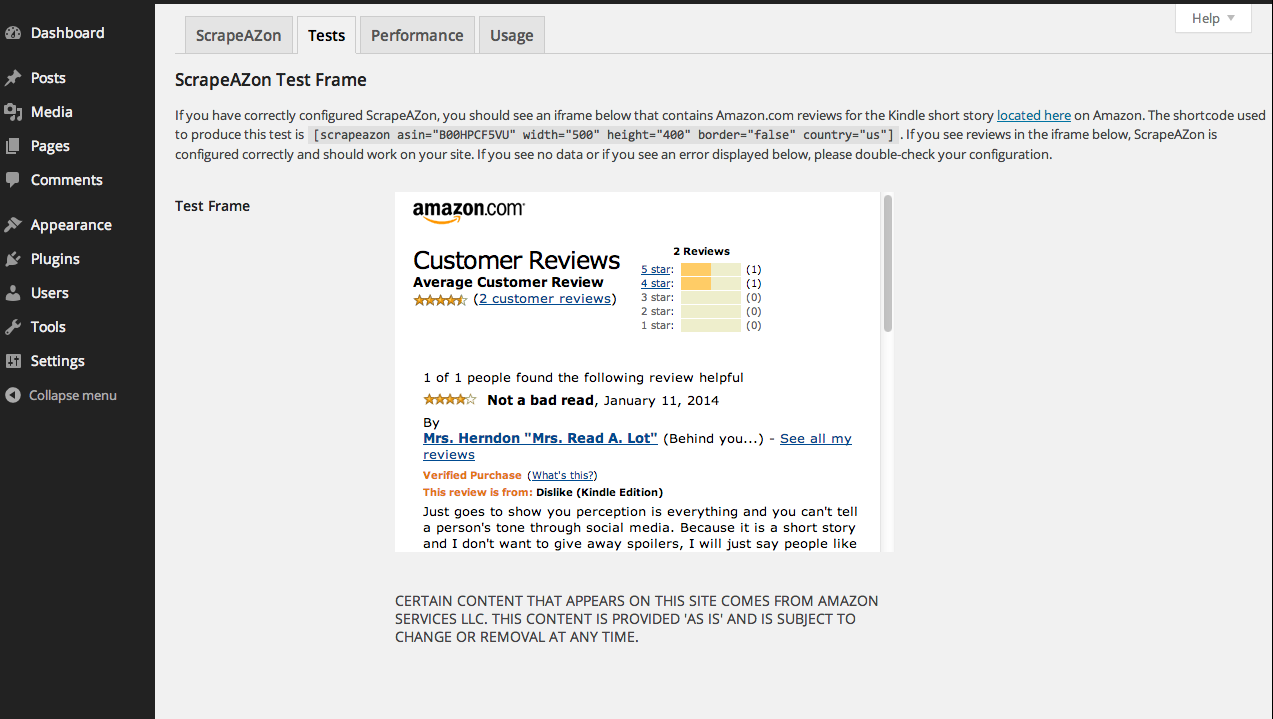 Dashboard
Posts
Media
Pages
Comments
Appearance
Plugins
Users
Tools
Settings
Collapse menu
Help
ScrapeAZon Tests Performance Usage
ScrapeAZon Test Frame
If you have correctly configured ScrapeAZon, you should see an iframe below that contains Amazon.com reviews for the Kindle short story located here on Amazon. The shortcode used
to produce this test is [scrapeazon asin="B00HPCF5VU" width="500" height="400" border="false" country="us"] . If you see reviews in the iframe below, ScrapeAZon is
configured correctly and should work on your site. If you see no data or if you see an error displayed below, please double-check your configuration.
Test Frame
amazon.com
Customer Reviews
Average Customer Review
(2 customer reviews)
2 Reviews
5 star: (1)
4 star: (1)
3 star: (0)
2 star: (0)
1 star: (0)
1 of 1 people found the following review helpful
Not a bad read, January 11, 2014
By
Mrs. Herndon "Mrs. Read A. Lot" (Behind you...) - See all my
reviews
Verified Purchase (What's this?)
This review is from: Dislike (Kindle Edition)
Just goes to show you perception is everything and you can't tell
a person's tone through social media. Because it is a short story
and I don't want to give away spoilers, I will just say people like
CERTAIN CONTENT THAT APPEARS ON THIS SITE COMES FROM AMAZON
SERVICES LLC. THIS CONTENT IS PROVIDED 'AS IS' AND IS SUBJECT TO
CHANGE OR REMOVAL AT ANY TIME.